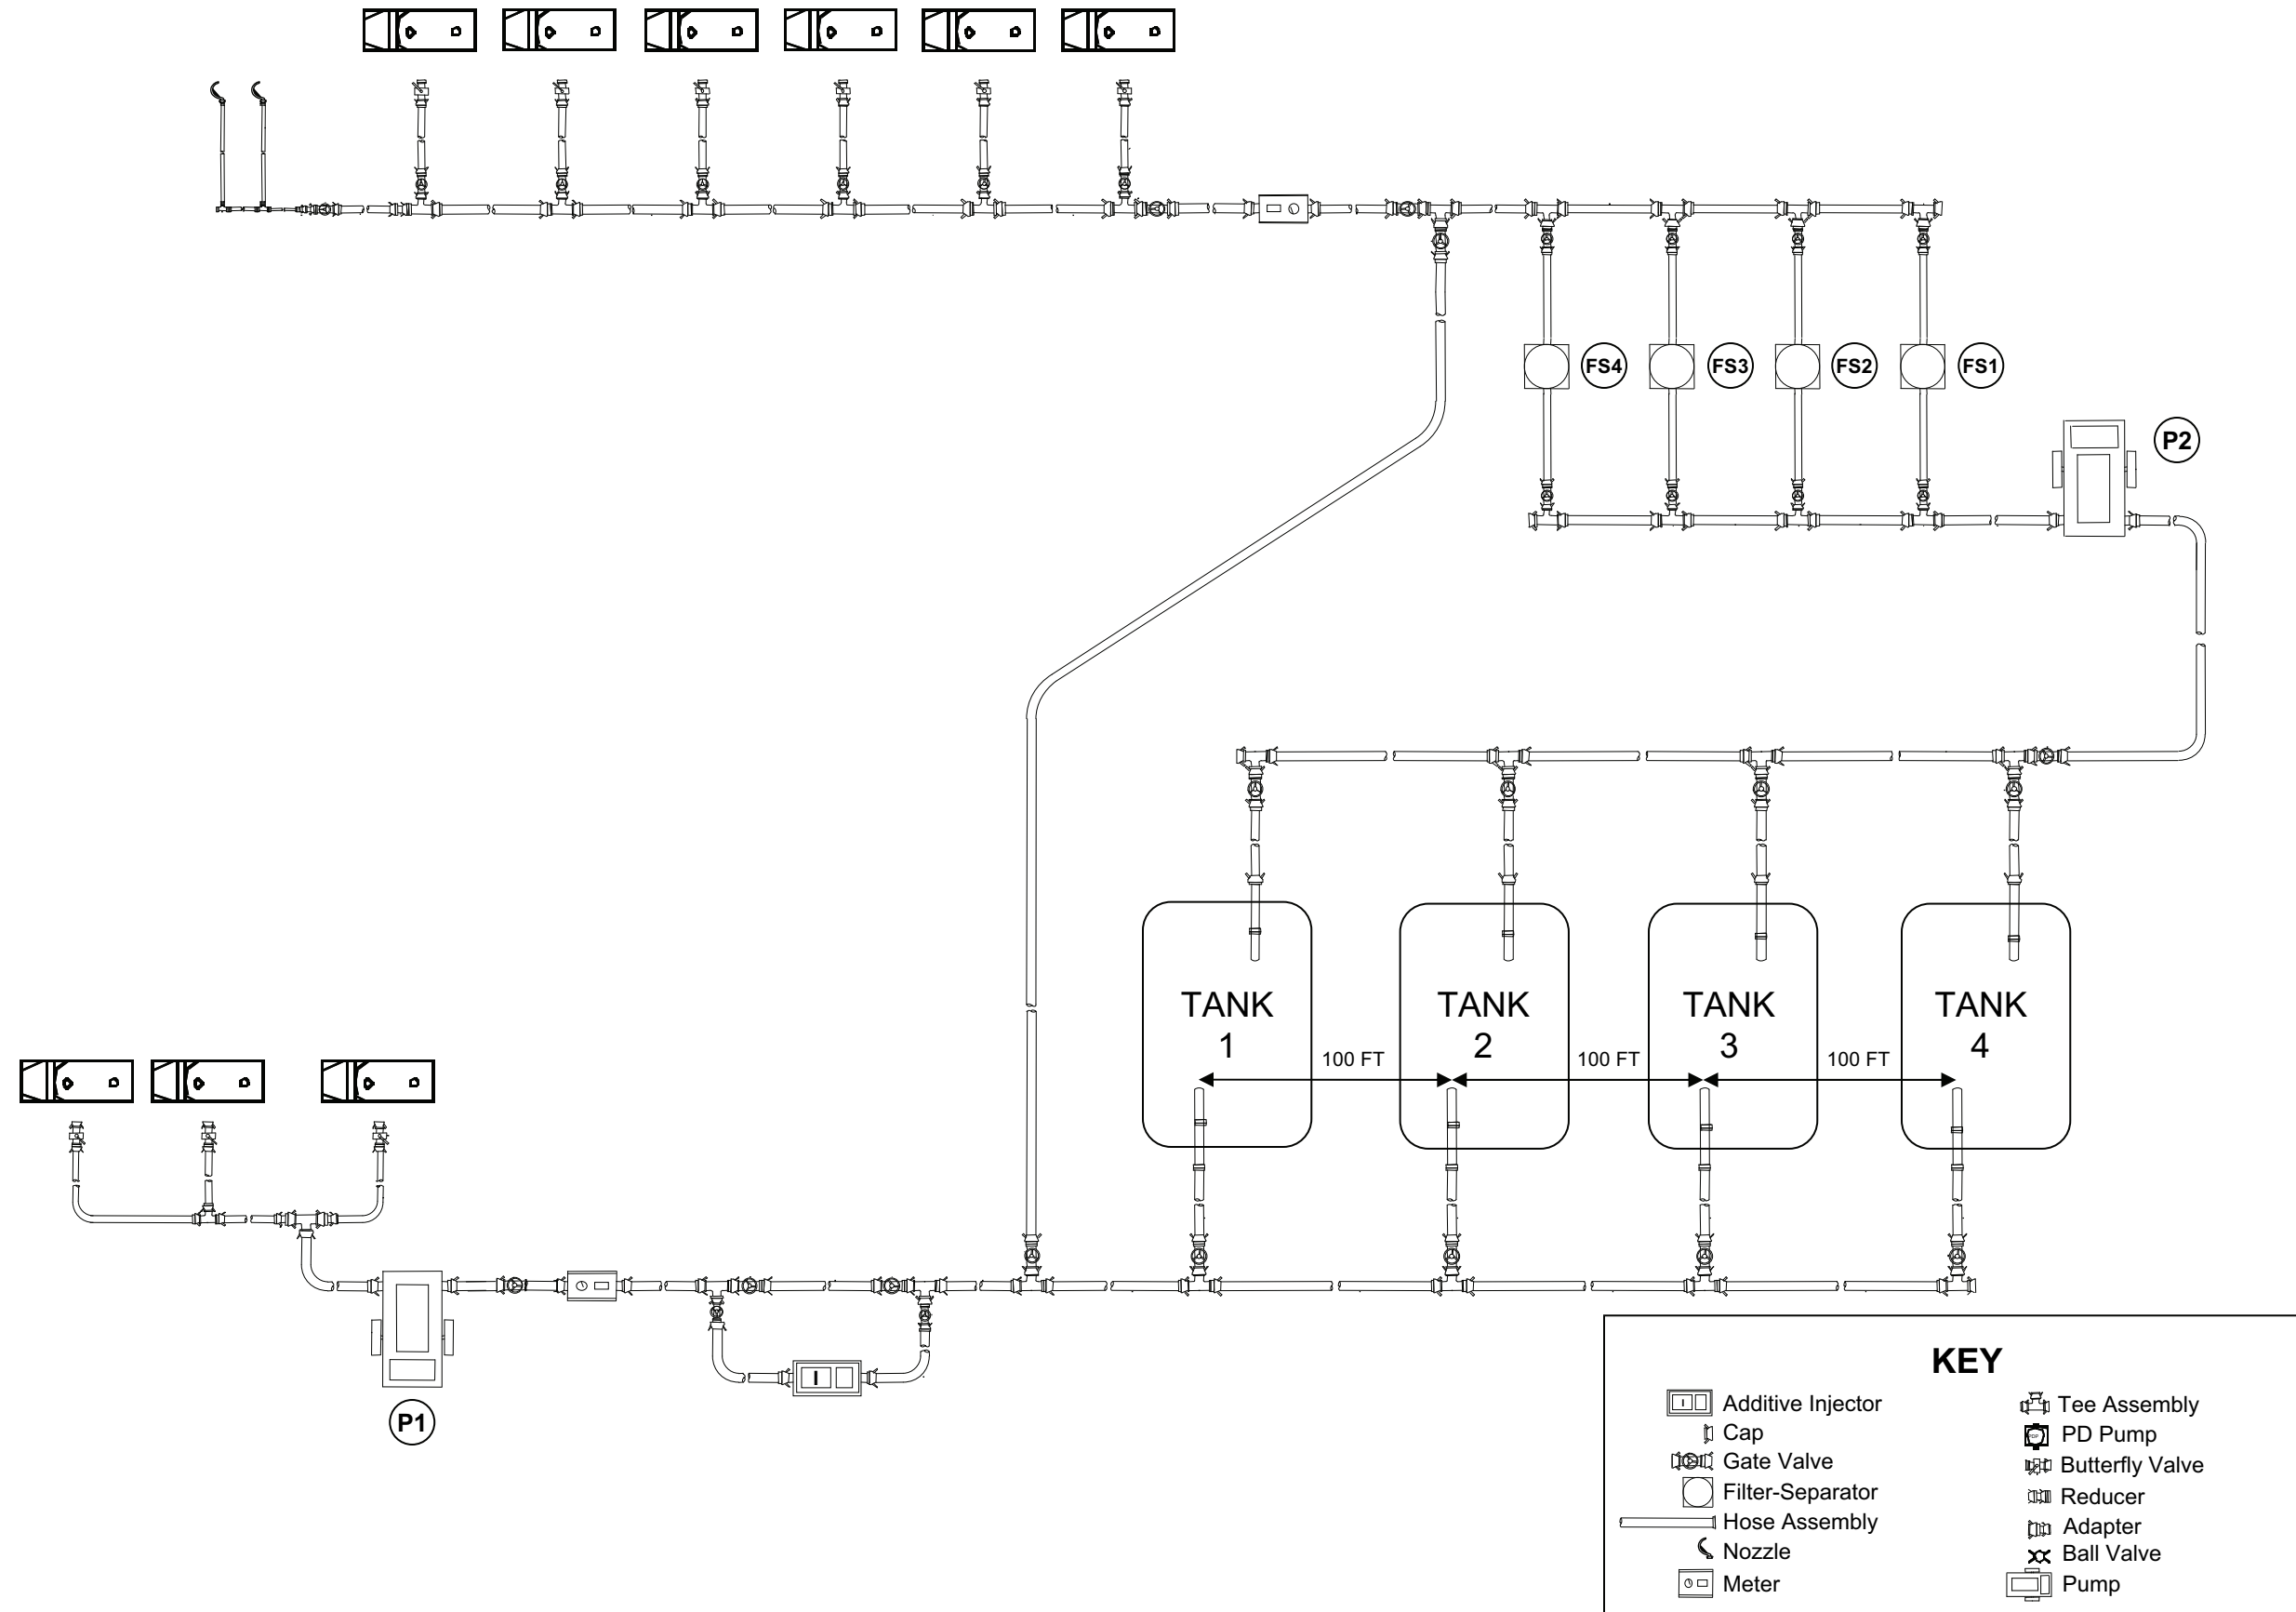 FS4
FS3
FS2
FS1
P2
TANK
1
TANK
2
TANK
3
TANK
4
100 FT
100 FT
100 FT
I
P1
KEY
Additive Injector
Cap
Gate Valve
Filter-Separator
Hose Assembly
Nozzle
Meter
Tee Assembly
PDP
PD Pump
Butterfly Valve
Reducer
Adapter
Ball Valve
Pump